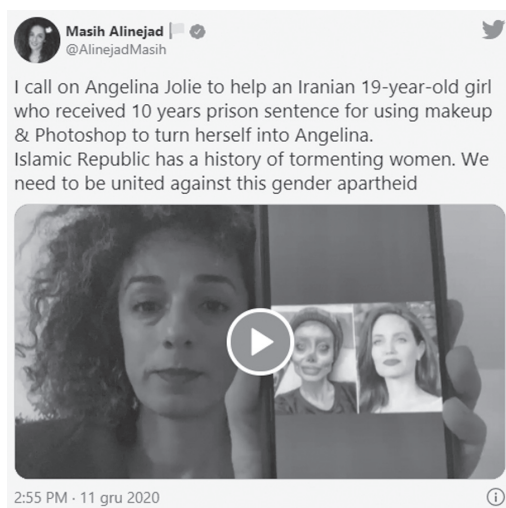 Masih Alinejad
@AlinejadMasih
I call on Angelina Jolie to help an Iranian 19-year-old girl
who received 10 years prison sentence for using makeup
& Photoshop to turn herself into Angelina.
Islamic Republic has a history of tormenting women. We
need to be united against this gender apartheid
2:55 PM · 11 gru 2020